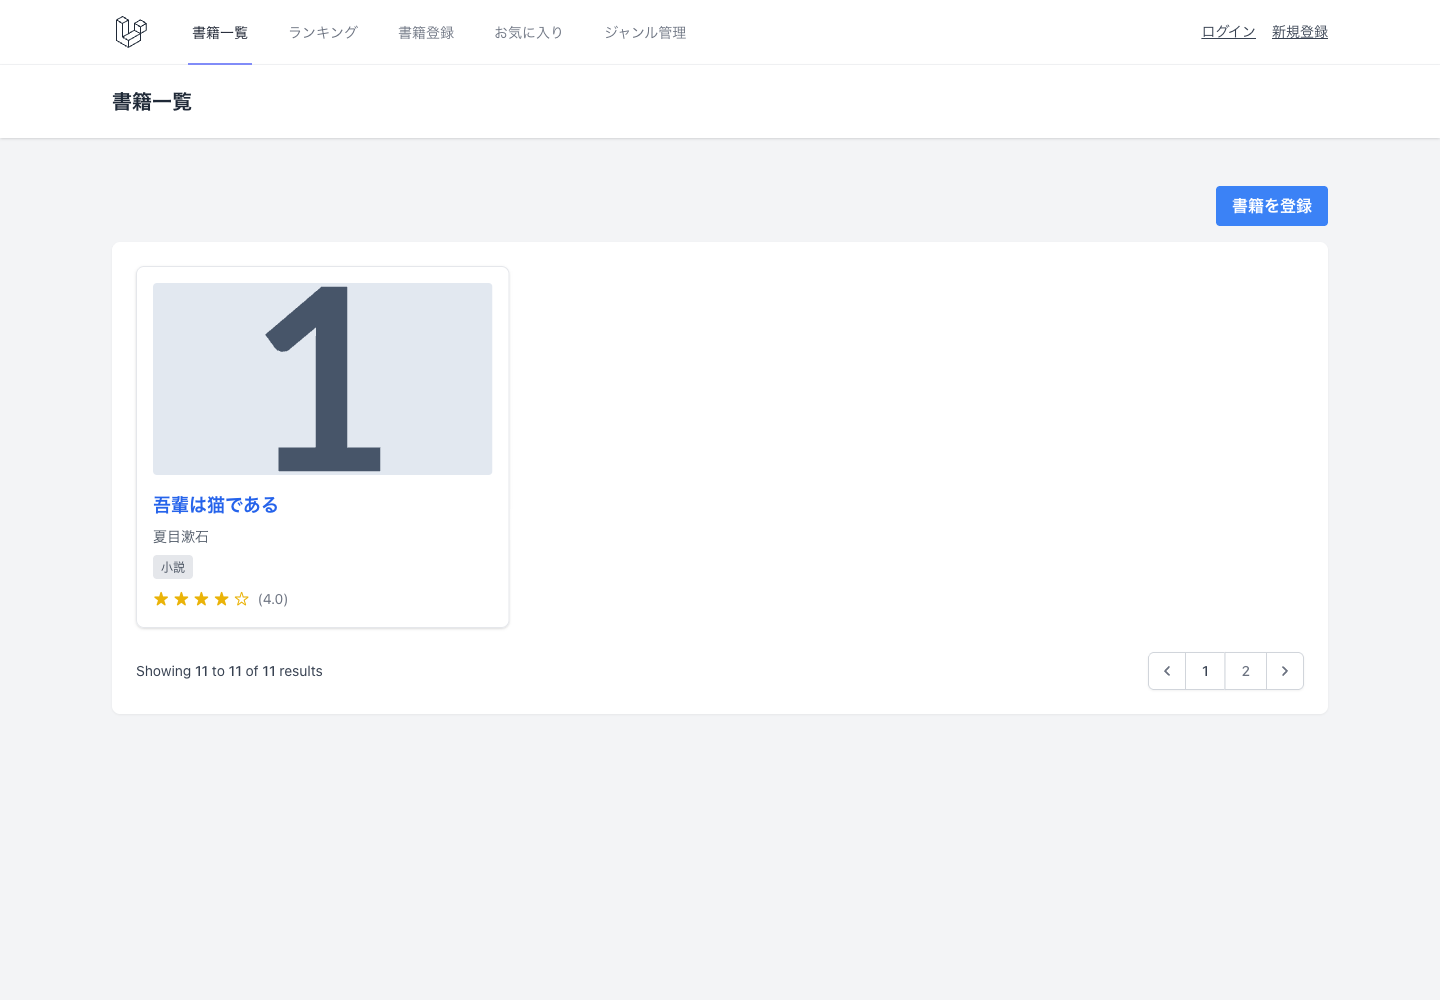 書籍一覧 ランキング 書籍登録 お気に入り ジャンル管理 ログイン 新規登録
書籍一覧
書籍を登録
1
吾輩は猫である
夏目漱石
小説
(4.0)
Showing 11 to 11 of 11 results
1 2